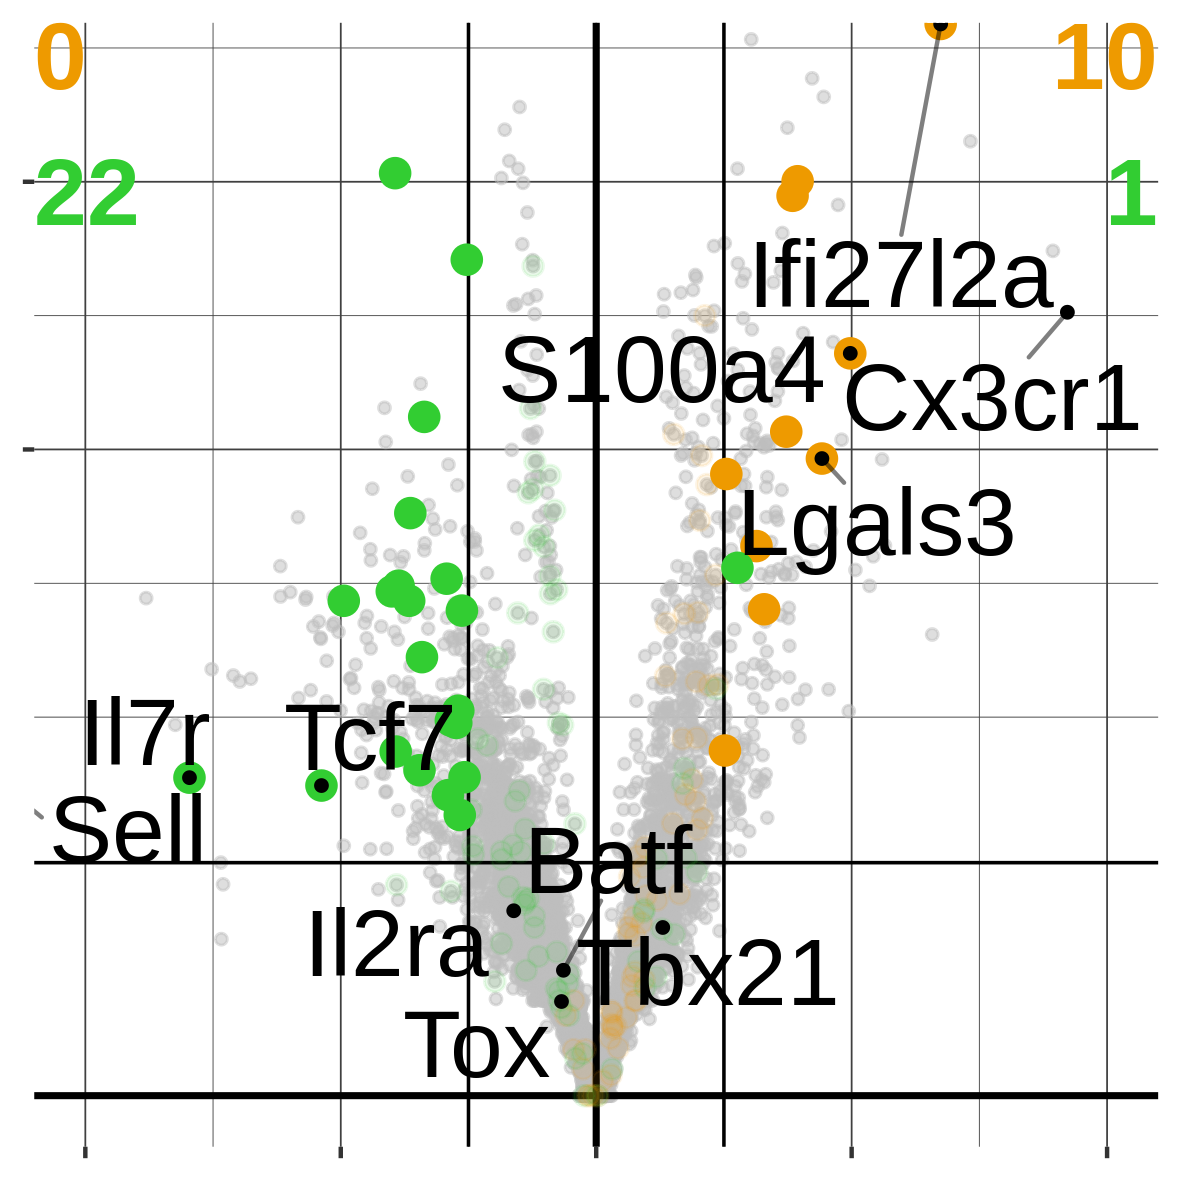 0 10
22 1
Ifi27l2a
S100a4
Cx3cr1
Lgals3
Il7r Tcf7
Sell
Batf
Il2ra
Tbx21
Tox